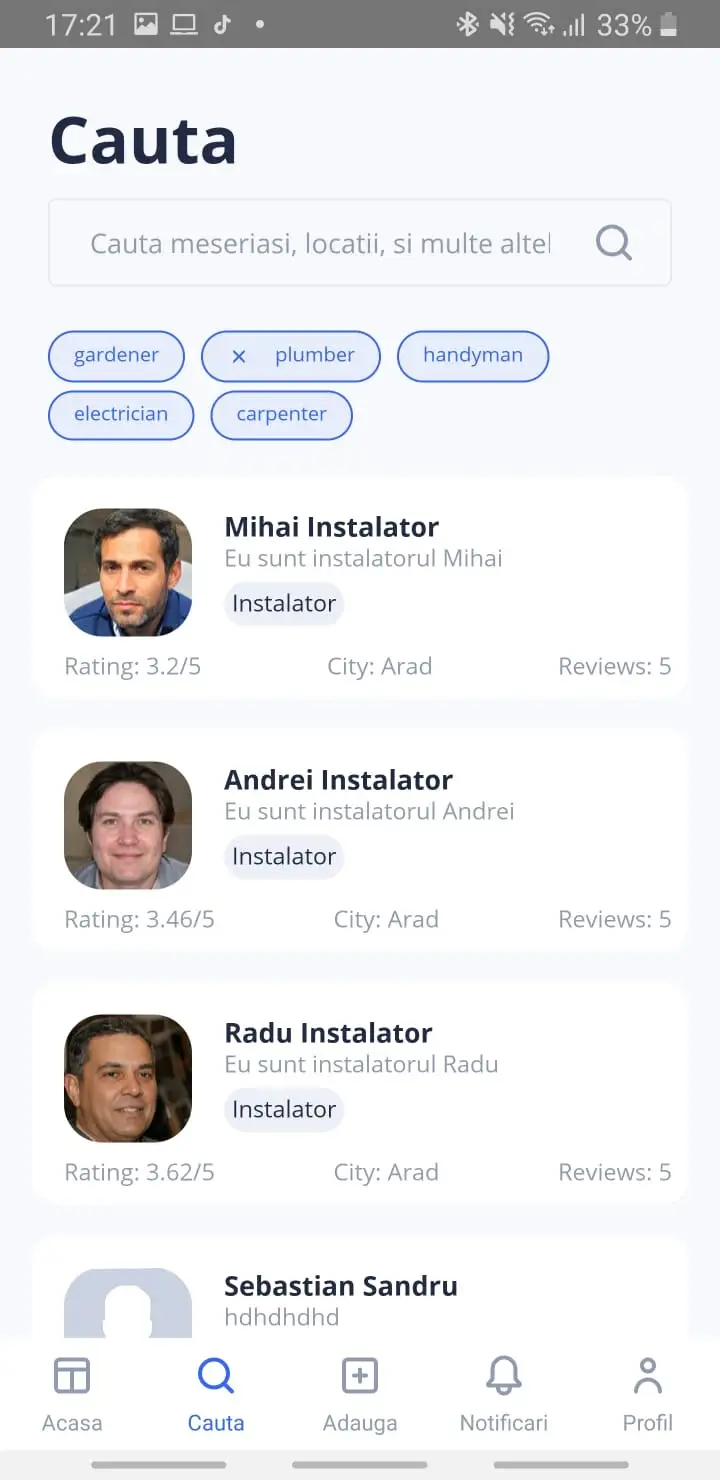 17:21 33%
Cauta
Cauta meseriasi, locatii, si multe altel
gardener × plumber handyman
electrician carpenter
Mihai Instalator
Eu sunt instalatorul Mihai
Instalator
Rating: 3.2/5 City: Arad Reviews: 5
Andrei Instalator
Eu sunt instalatorul Andrei
Instalator
Rating: 3.46/5 City: Arad Reviews: 5
Radu Instalator
Eu sunt instalatorul Radu
Instalator
Rating: 3.62/5 City: Arad Reviews: 5
Sebastian Sandru
hdhdhdhd
Acasa Cauta Adauga Notificari Profil